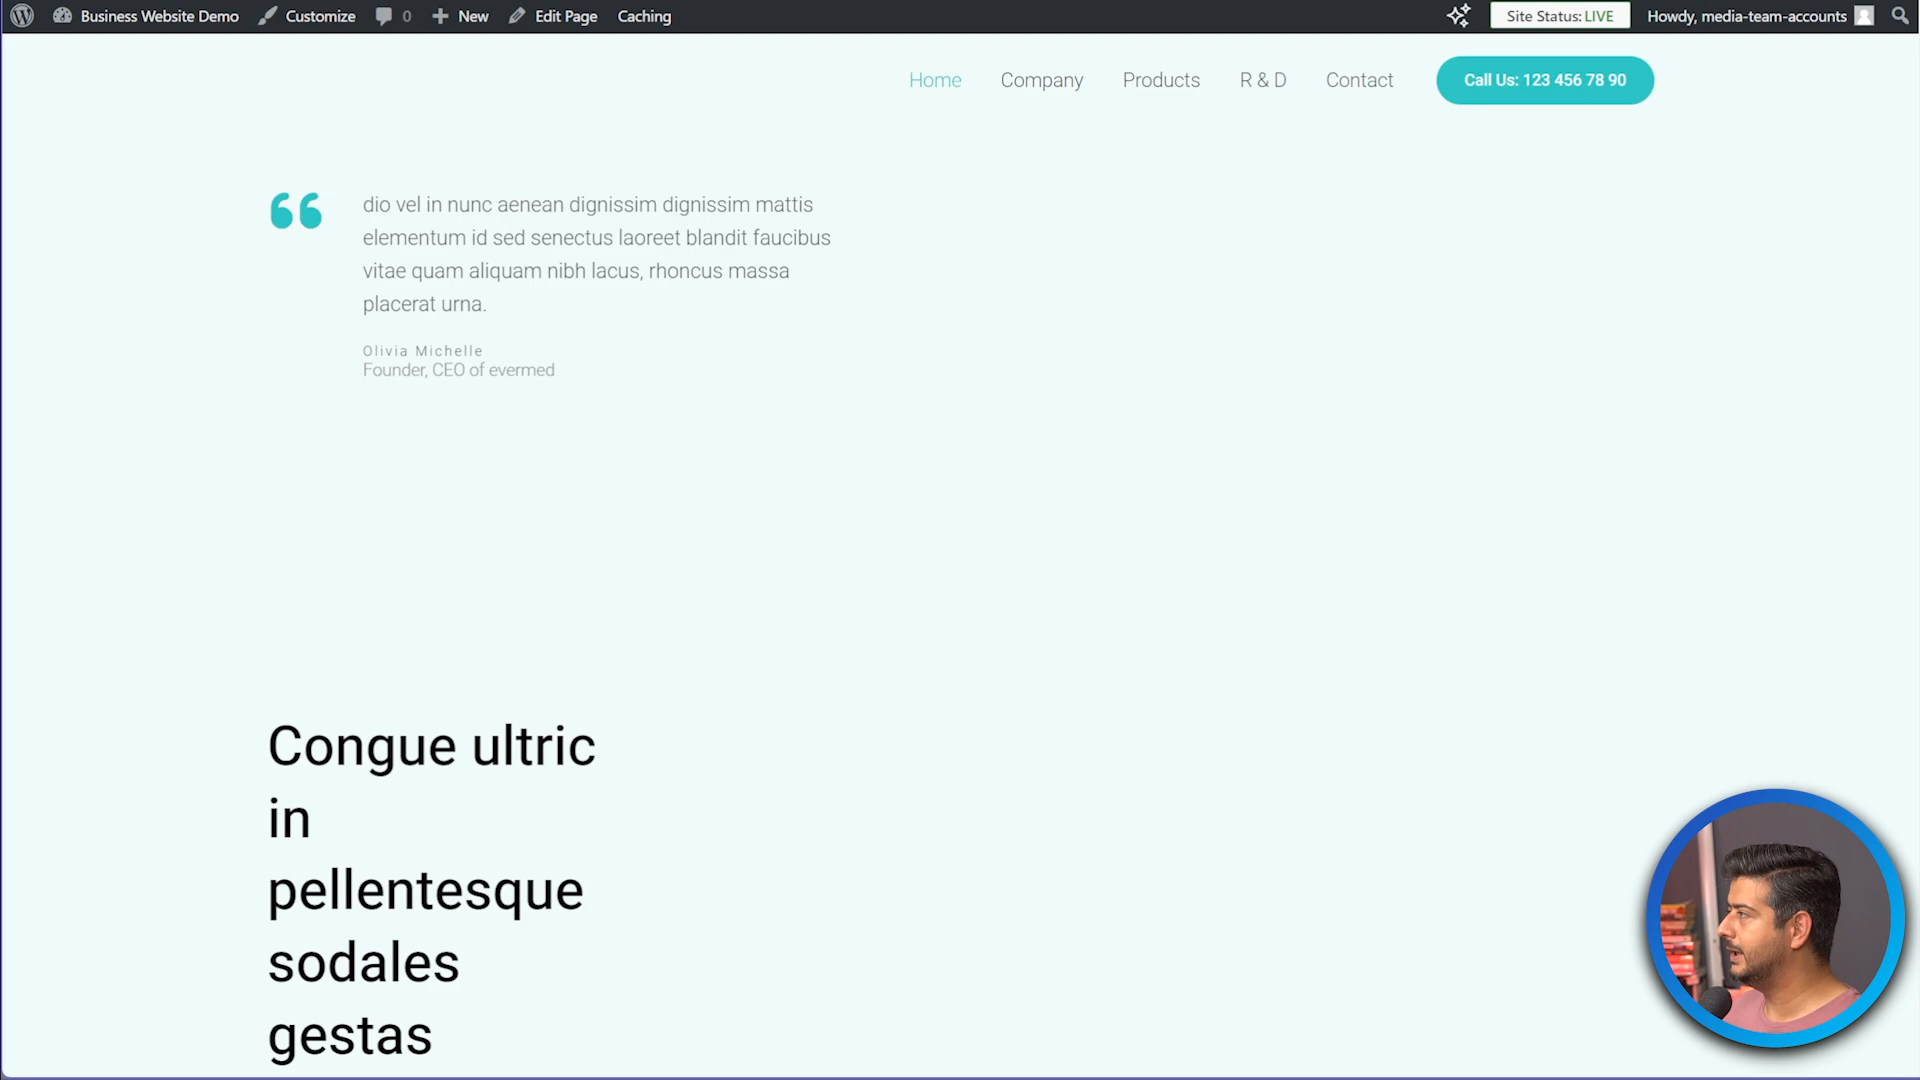 Business Website Demo Customize 0 New Edit Page Caching Site Status: LIVE Howdy, media-team-accounts
Home Company Products R & D Contact Call Us: 123 456 78 90
dio vel in nunc aenean dignissim dignissim mattis
elementum id sed senectus laoreet blandit faucibus
vitae quam aliquam nibh lacus, rhoncus massa
placerat urna.
Olivia Michelle
Founder, CEO of evermed
Congue ultric
in
pellentesque
sodales
gestas